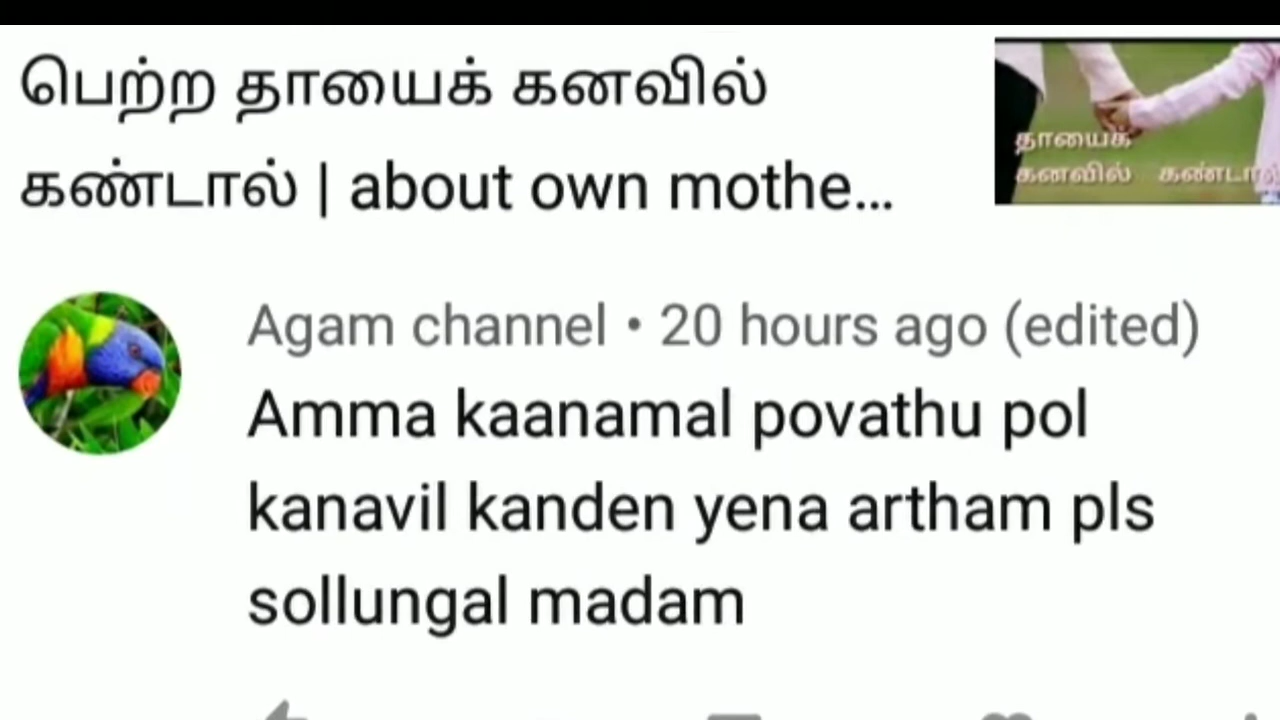 பெற்ற தாயைக் கனவில்
கண்டால் | about own mothe...
தாயைக்
கனவில் கண்டால்
Agam channel • 20 hours ago (edited)
Amma kaanamal povathu pol
kanavil kanden yena artham pls
sollungal madam